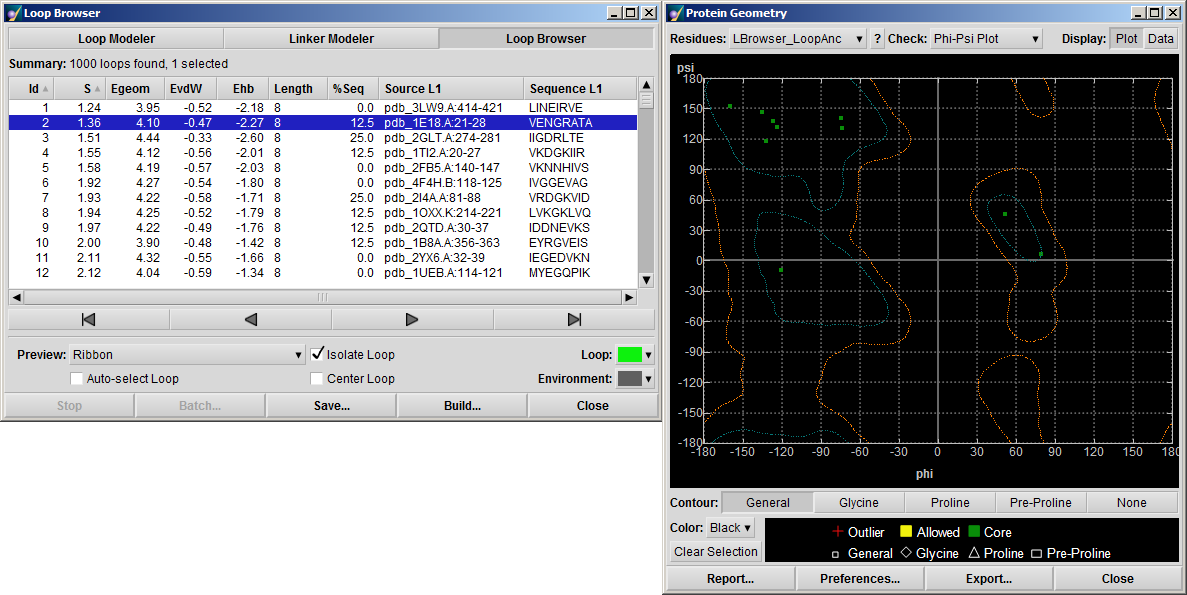 Loop Browser
Loop Modeler Linker Modeler Loop Browser
Summary: 1000 loops found, 1 selected
Id S Egeom EvdW Ehb Length %Seq Source L1 Sequence L1
1 1.24 3.95 -0.52 -2.18 8 0.0 pdb_3LW9.A:414-421 LINEIRVE
2 1.36 4.10 -0.47 -2.27 8 12.5 pdb_1E18.A:21-28 VENGRATA
3 1.51 4.44 -0.33 -2.60 8 25.0 pdb_2GLT.A:274-281 IIGDRLTE
4 1.55 4.12 -0.56 -2.01 8 12.5 pdb_1TI2.A:20-27 VKDGKIIR
5 1.58 4.19 -0.57 -2.03 8 0.0 pdb_2FB5.A:140-147 VKNNHIVS
6 1.92 4.27 -0.54 -1.80 8 0.0 pdb_4F4H.B:118-125 IVGGEVAG
7 1.93 4.22 -0.58 -1.71 8 25.0 pdb_2I4A.A:81-88 VRDGKVID
8 1.94 4.25 -0.52 -1.79 8 12.5 pdb_1OXX.K:214-221 LVKGKLVQ
9 1.97 4.22 -0.49 -1.76 8 12.5 pdb_2QTD.A:30-37 IDDNEVKS
10 2.00 3.90 -0.48 -1.42 8 12.5 pdb_1B8A.A:356-363 EYRGVEIS
11 2.11 4.32 -0.55 -1.66 8 0.0 pdb_2YX6.A:32-39 IEGEDVKN
12 2.12 4.04 -0.59 -1.34 8 0.0 pdb_1UEB.A:114-121 MYEGQPIK
Preview: Ribbon Isolate Loop Loop:
Auto-select Loop Center Loop Environment:
Stop Batch... Save... Build... Close
Protein Geometry
Residues: LBrowser_LoopAnc ? Check: Phi-Psi Plot Display: Plot Data
psi
180
150
120
90
60
30
0
-30
-60
-90
-120
-150
-180
-180 -150 -120 -90 -60 -30 0 30 60 90 120 150 180
phi
Contour: General Glycine Proline Pre-Proline None
Color: Black
Clear Selection
Outlier Allowed Core
General Glycine Proline Pre-Proline
Report... Preferences... Export... Close